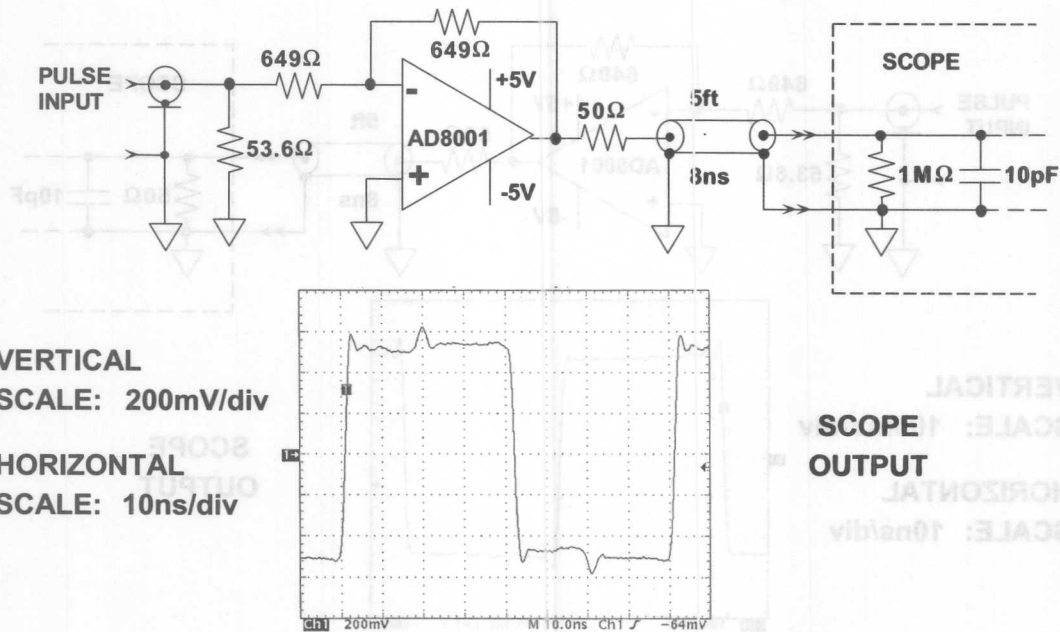 649Ω
649Ω
PULSE
INPUT
53.6Ω
-
+
AD8001
+5V
-5V
50Ω
5ft
8ns
SCOPE
1MΩ
10pF
VERTICAL
SCALE: 200mV/div
HORIZONTAL
SCALE: 10ns/div
SCOPE
OUTPUT
T
1
Ch1 200mV M 10.0ns Ch1 -64mV